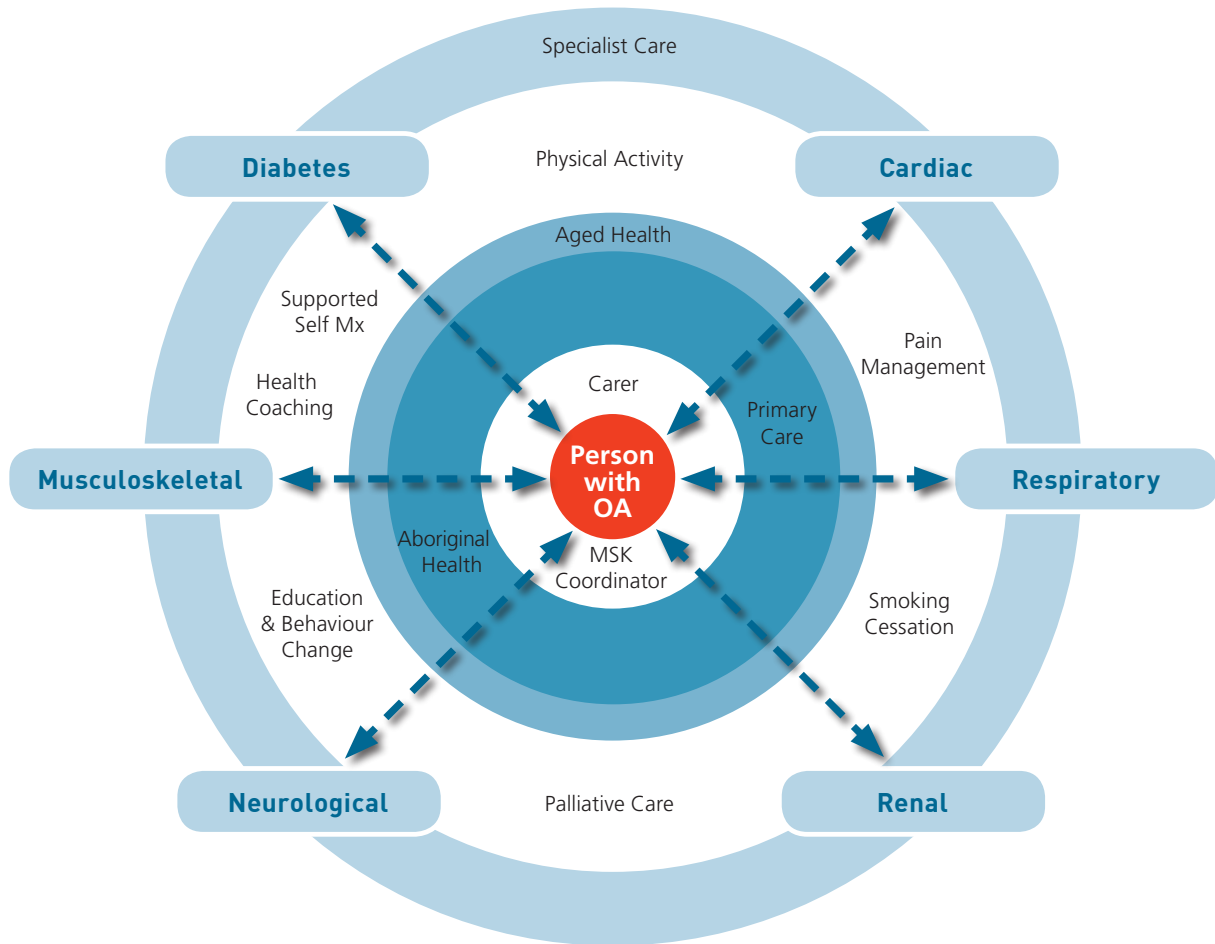 Specialist Care
Diabetes
Physical Activity
Cardiac
Aged Health
Supported
Self Mx
Pain
Management
Health
Coaching
Carer
Primary
Care
Musculoskeletal
Person
with
OA
Respiratory
Aboriginal
Health
MSK
Coordinator
Education
& Behaviour
Change
Smoking
Cessation
Neurological
Palliative Care
Renal